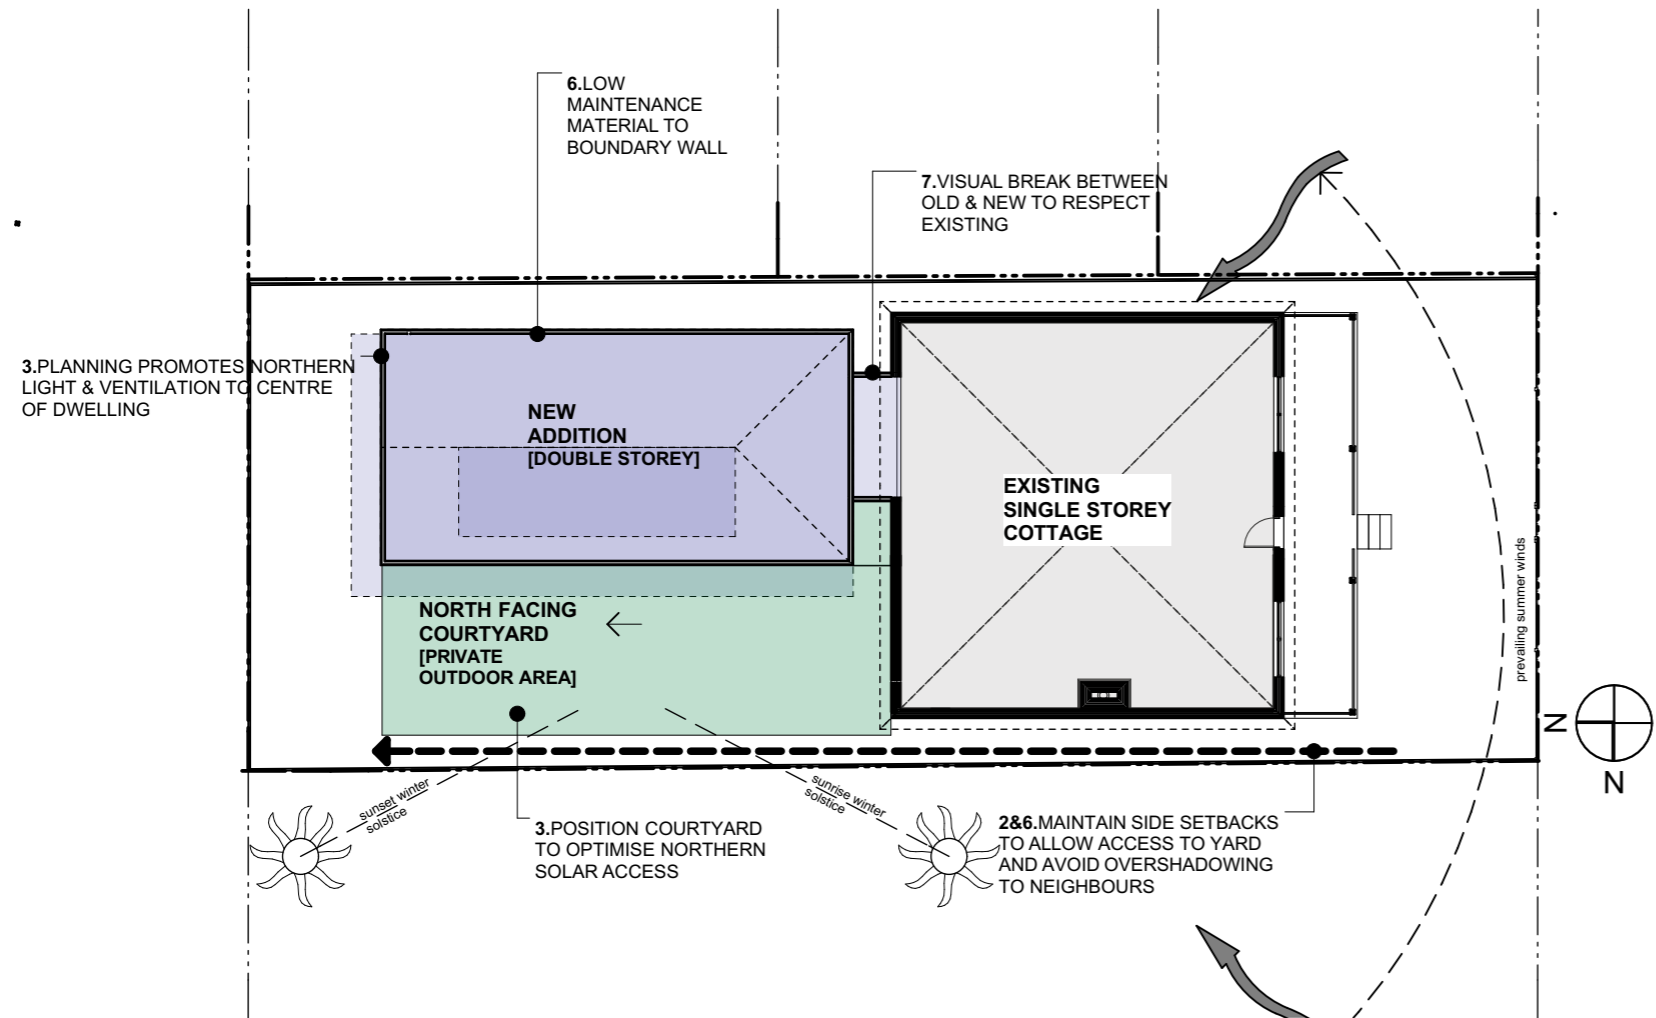 6.LOW
MAINTENANCE
MATERIAL TO
BOUNDARY WALL
7.VISUAL BREAK BETWEEN
OLD & NEW TO RESPECT
EXISTING
3.PLANNING PROMOTES NORTHERN
LIGHT & VENTILATION TO CENTRE
OF DWELLING
NEW
ADDITION
[DOUBLE STOREY]
EXISTING
SINGLE STOREY
COTTAGE
prevailing summer winds
NORTH FACING
COURTYARD
[PRIVATE
OUTDOOR AREA]
N
N
sunset winter
solstice
sunrise winter
solstice
3.POSITION COURTYARD
TO OPTIMISE NORTHERN
SOLAR ACCESS
2&6.MAINTAIN SIDE SETBACKS
TO ALLOW ACCESS TO YARD
AND AVOID OVERSHADOWING
TO NEIGHBOURS